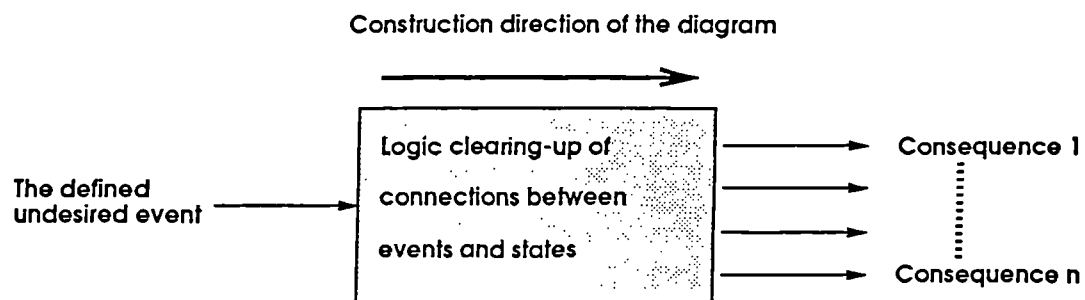 Construction direction of the diagram
Logic clearing-up of
connections between
events and states
The defined
undesired event
Consequence 1
Consequence n